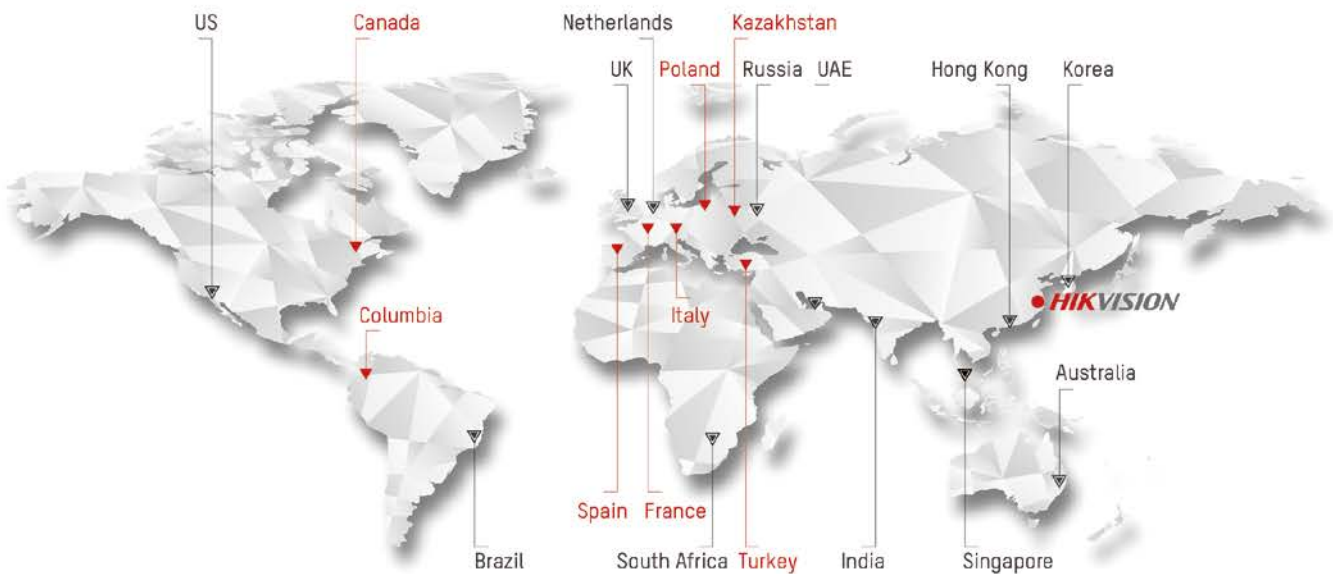 US
Canada
Netherlands
Kazakhstan
UK
Poland
Russia
UAE
Hong Kong
Korea
HIKVISION
Columbia
Italy
Australia
Spain
France
Brazil
South Africa
Turkey
India
Singapore